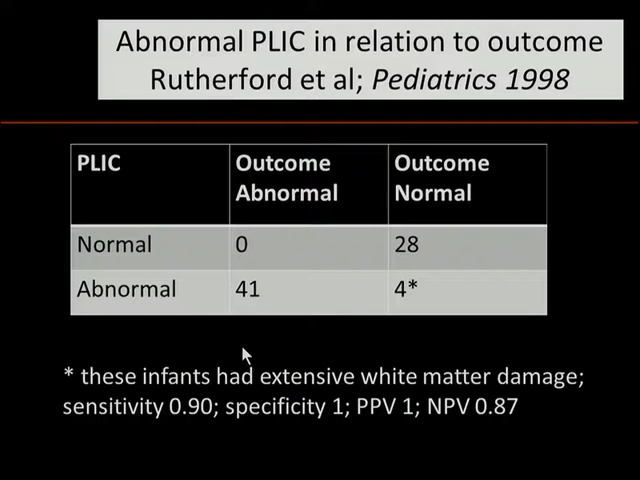 Abnormal PLIC in relation to outcome
Rutherford et al; Pediatrics 1998
PLIC Outcome Abnormal Outcome Normal
Normal 0 28
Abnormal 41 4*
* these infants had extensive white matter damage;
sensitivity 0.90; specificity 1; PPV 1; NPV 0.87